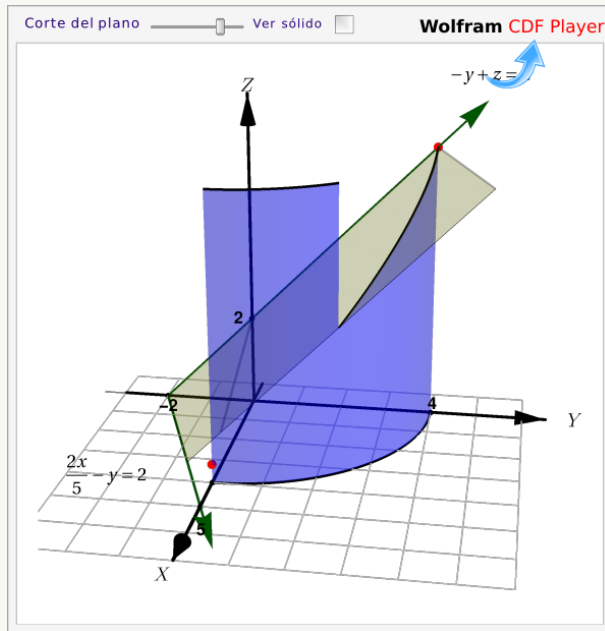 Corte del plano Ver sólido Wolfram CDF Player
-y + z =
Z
2
-2
4
Y
2x/5 - y = 2
5
X